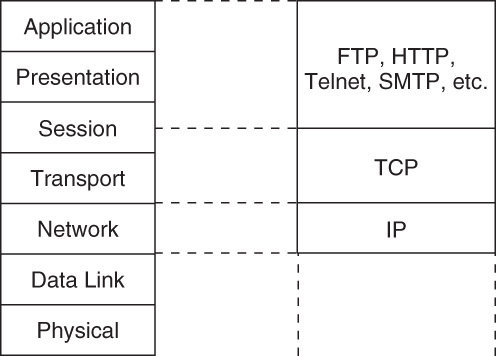 Application
Presentation
Session
Transport
Network
Data Link
Physical
FTP, HTTP,
Telnet, SMTP, etc.
TCP
IP